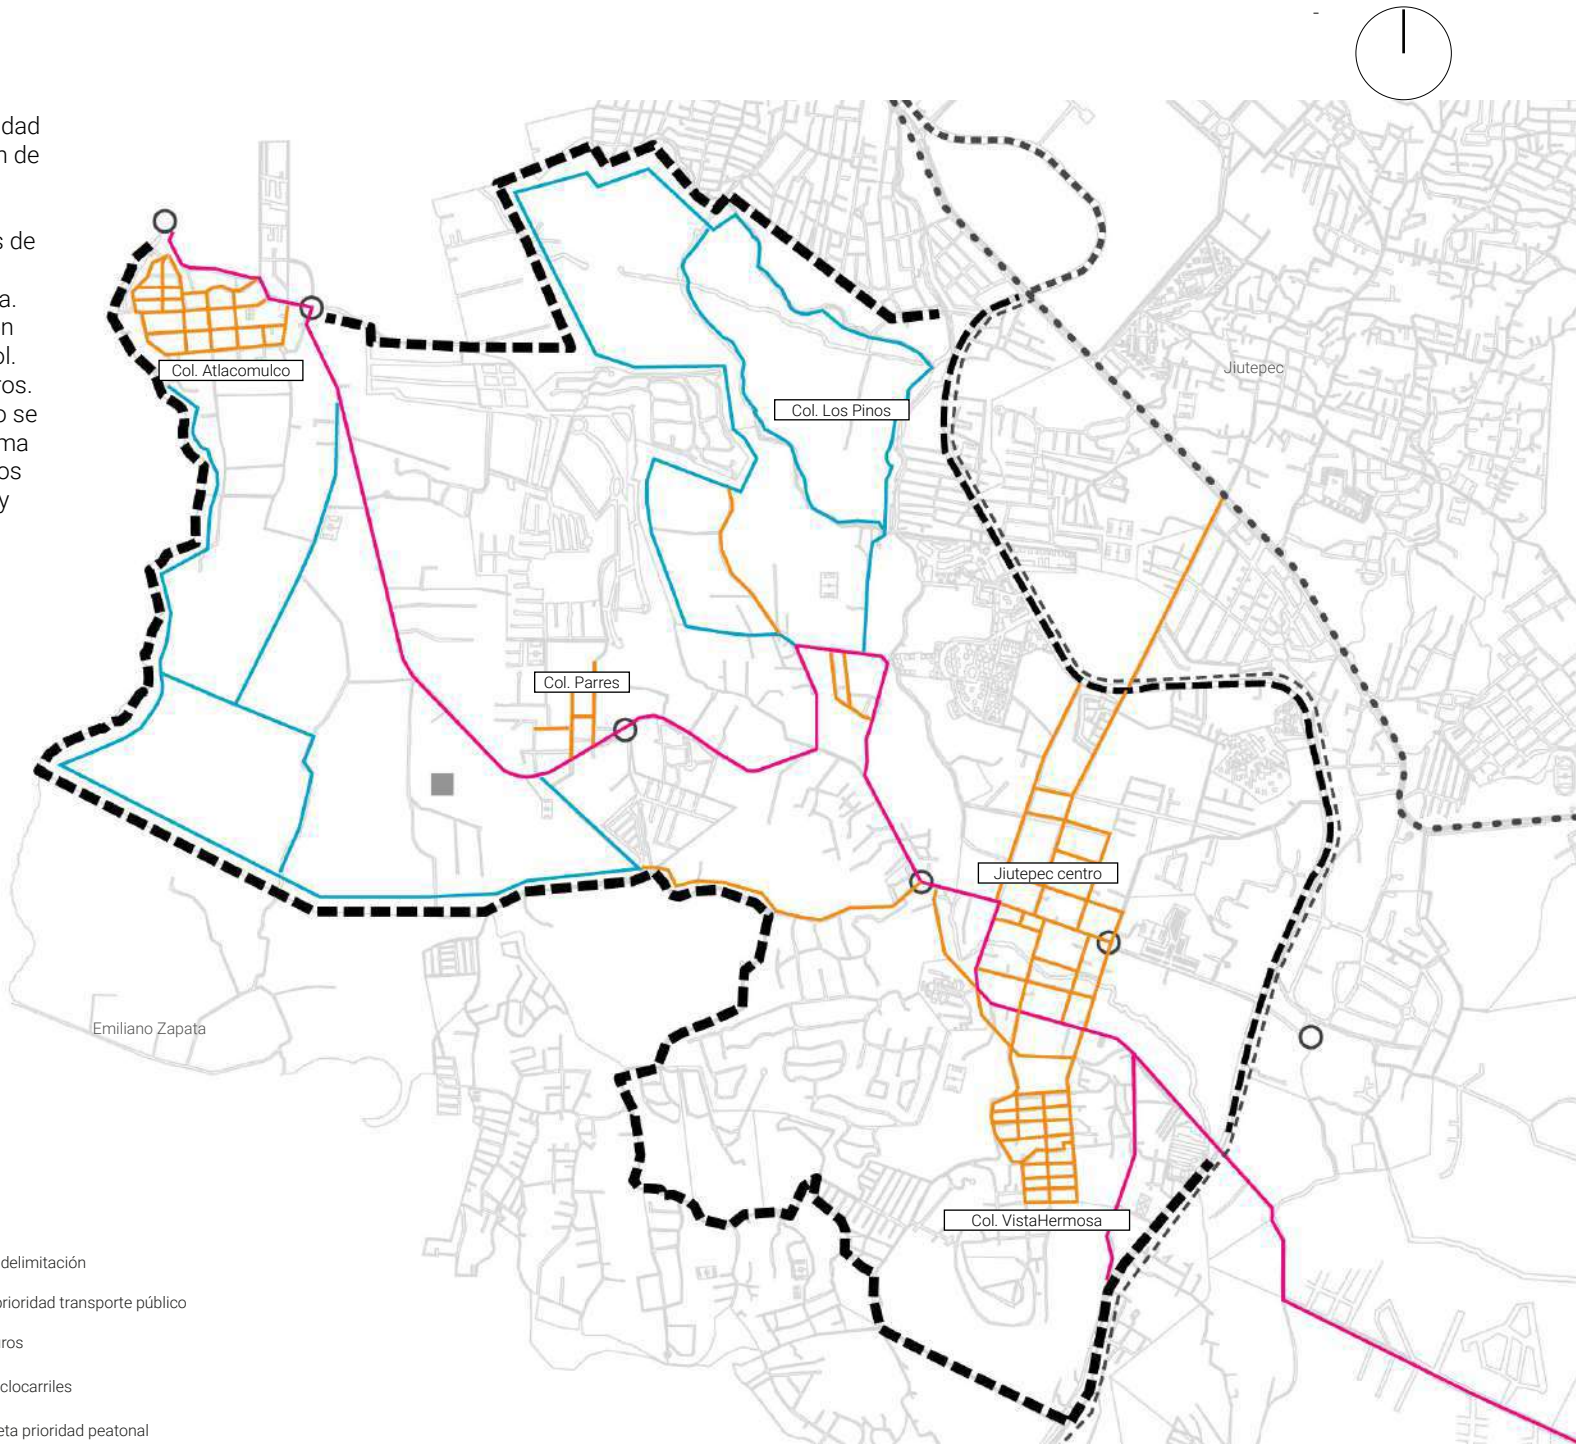 -
dad
n de
s de
a.
n
ol.
ros.
o se
ma
os
y
Jiutepec
Col. Atlacomulco
Col. Los Pinos
Col. Parres
Jiutepec centro
Emiliano Zapata
Col. VistaHermosa
delimitación
prioridad transporte público
uros
clocarriles
eta prioridad peatonal